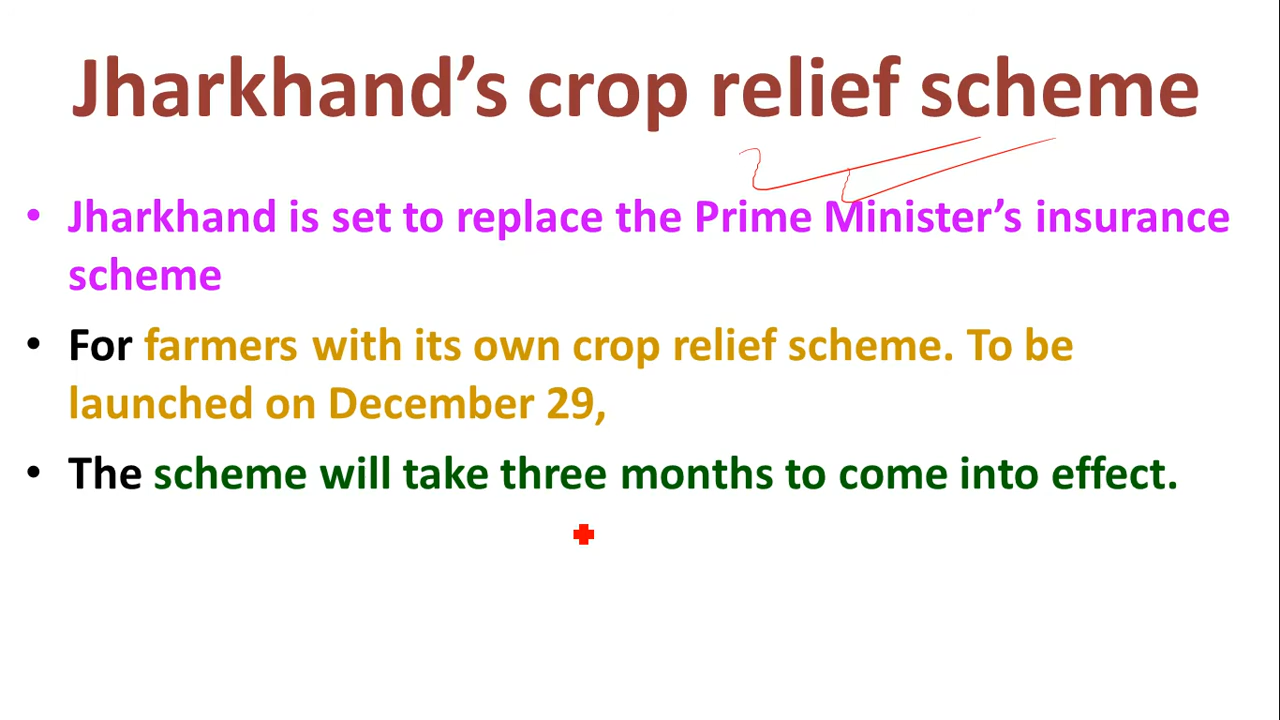 Jharkhand’s crop relief scheme
• Jharkhand is set to replace the Prime Minister’s insurance
scheme
• For farmers with its own crop relief scheme. To be
launched on December 29,
• The scheme will take three months to come into effect.